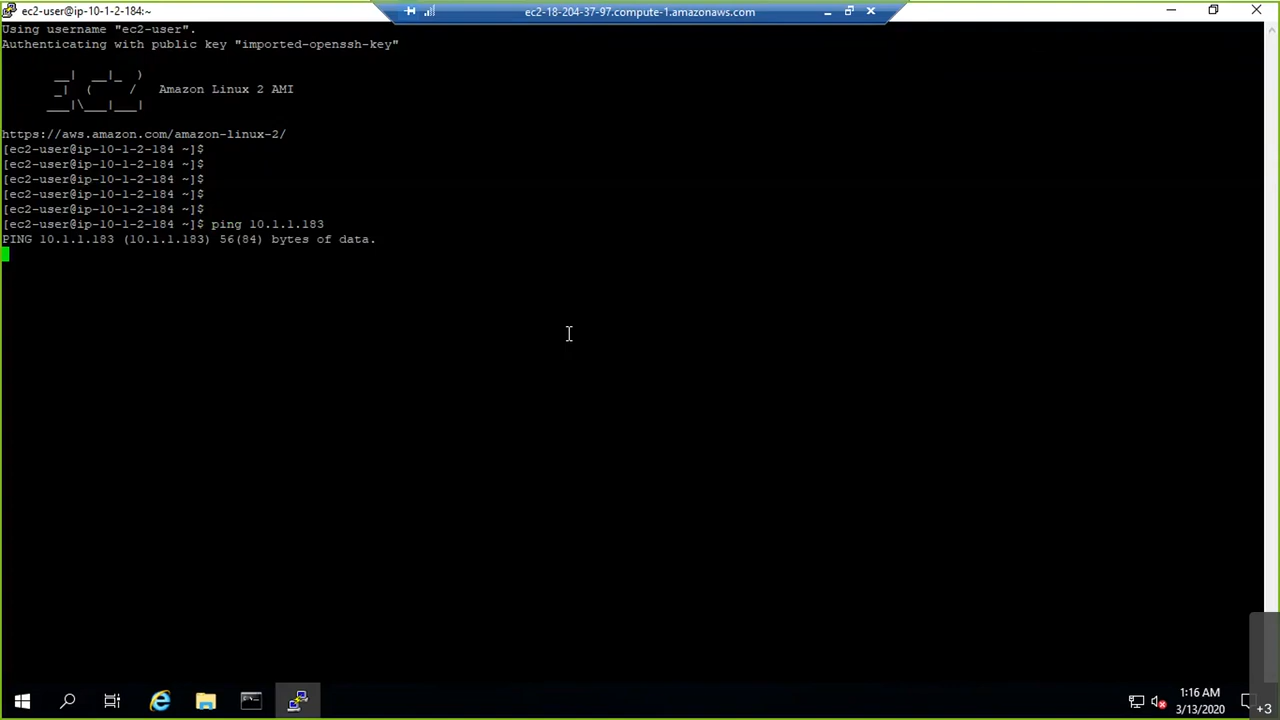 ec2-user@ip-10-1-2-184:~
ec2-18-204-37-97.compute-1.amazonaws.com
Using username "ec2-user".
Authenticating with public key "imported-openssh-key"
__|  __|_  )
_|  (     /   Amazon Linux 2 AMI
___|\___|___|
https://aws.amazon.com/amazon-linux-2/
[ec2-user@ip-10-1-2-184 ~]$
[ec2-user@ip-10-1-2-184 ~]$
[ec2-user@ip-10-1-2-184 ~]$
[ec2-user@ip-10-1-2-184 ~]$
[ec2-user@ip-10-1-2-184 ~]$
[ec2-user@ip-10-1-2-184 ~]$ ping 10.1.1.183
PING 10.1.1.183 (10.1.1.183) 56(84) bytes of data.
1:16 AM
3/13/2020
+3